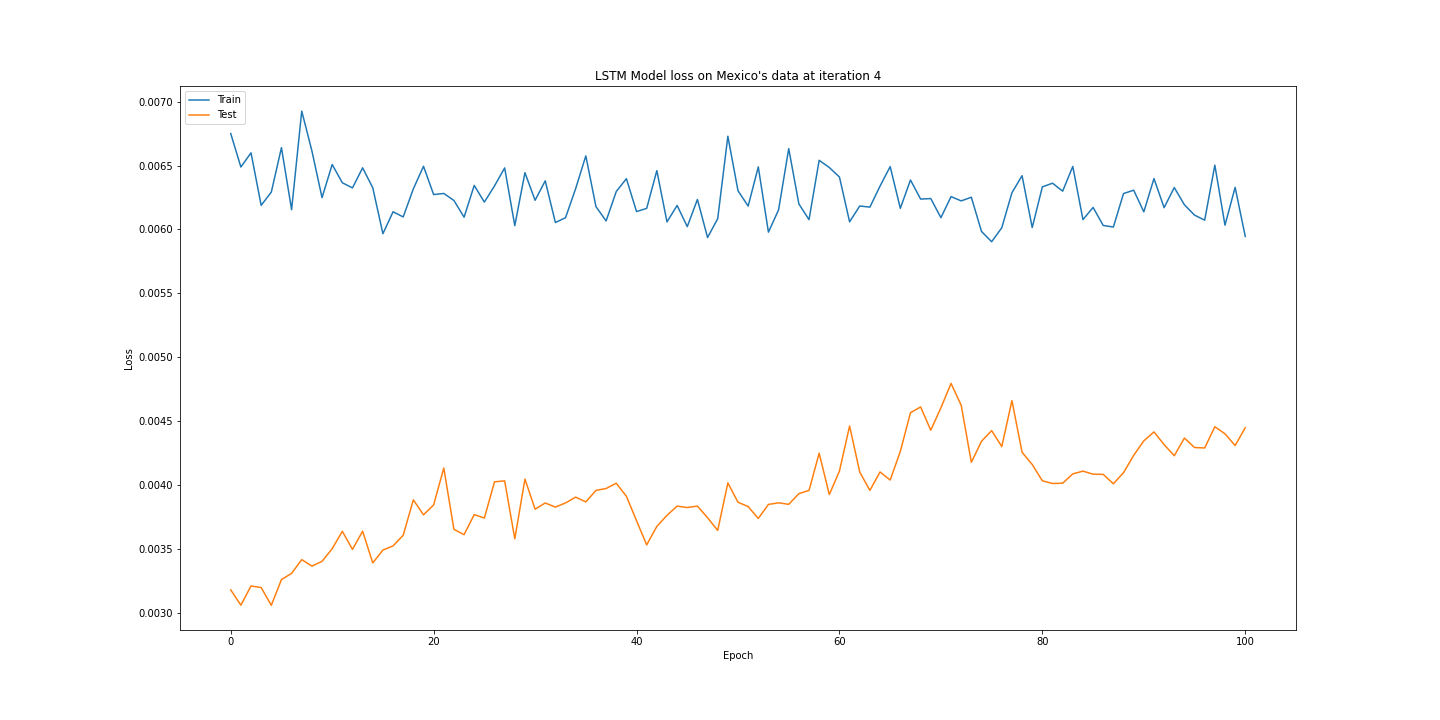 LSTM Model loss on Mexico's data at iteration 4
Train
Test
0.0070
0.0065
0.0060
0.0055
0.0050
0.0045
0.0040
0.0035
0.0030
Loss
0 20 40 60 80 100
Epoch